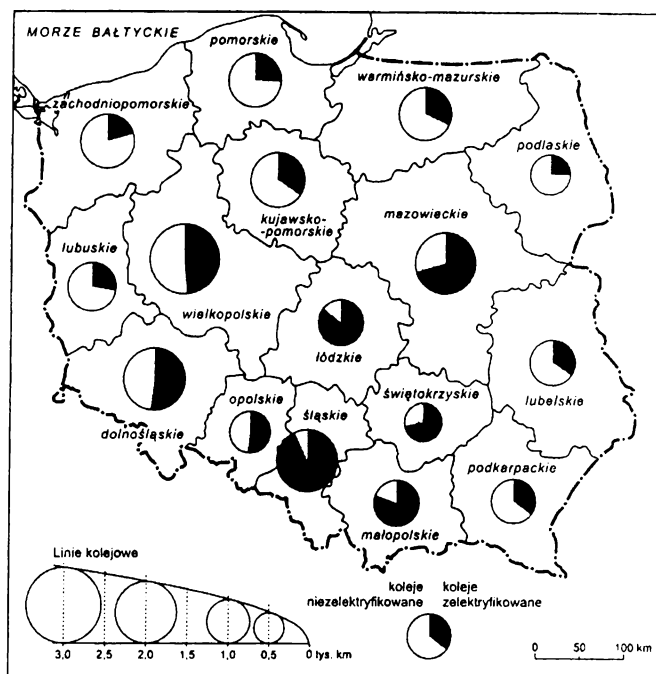 MORZE BAŁTYCKIE
pomorskie
warmińsko-mazurskie
zachodniopomorskie
podlaskie
kujawsko-
-pomorskie
mazowieckie
lubuskie
wielkopolskie
łódzkie
lubelskie
dolnośląskie
opolskie
śląskie
świętokrzyskie
małopolskie
podkarpackie
Linie kolejowe
3,0 2,5 2,0 1,5 1,0 0,5 0 tys. km
koleje koleje
niezelektryfikowane zelektryfikowane
0 50 100 km